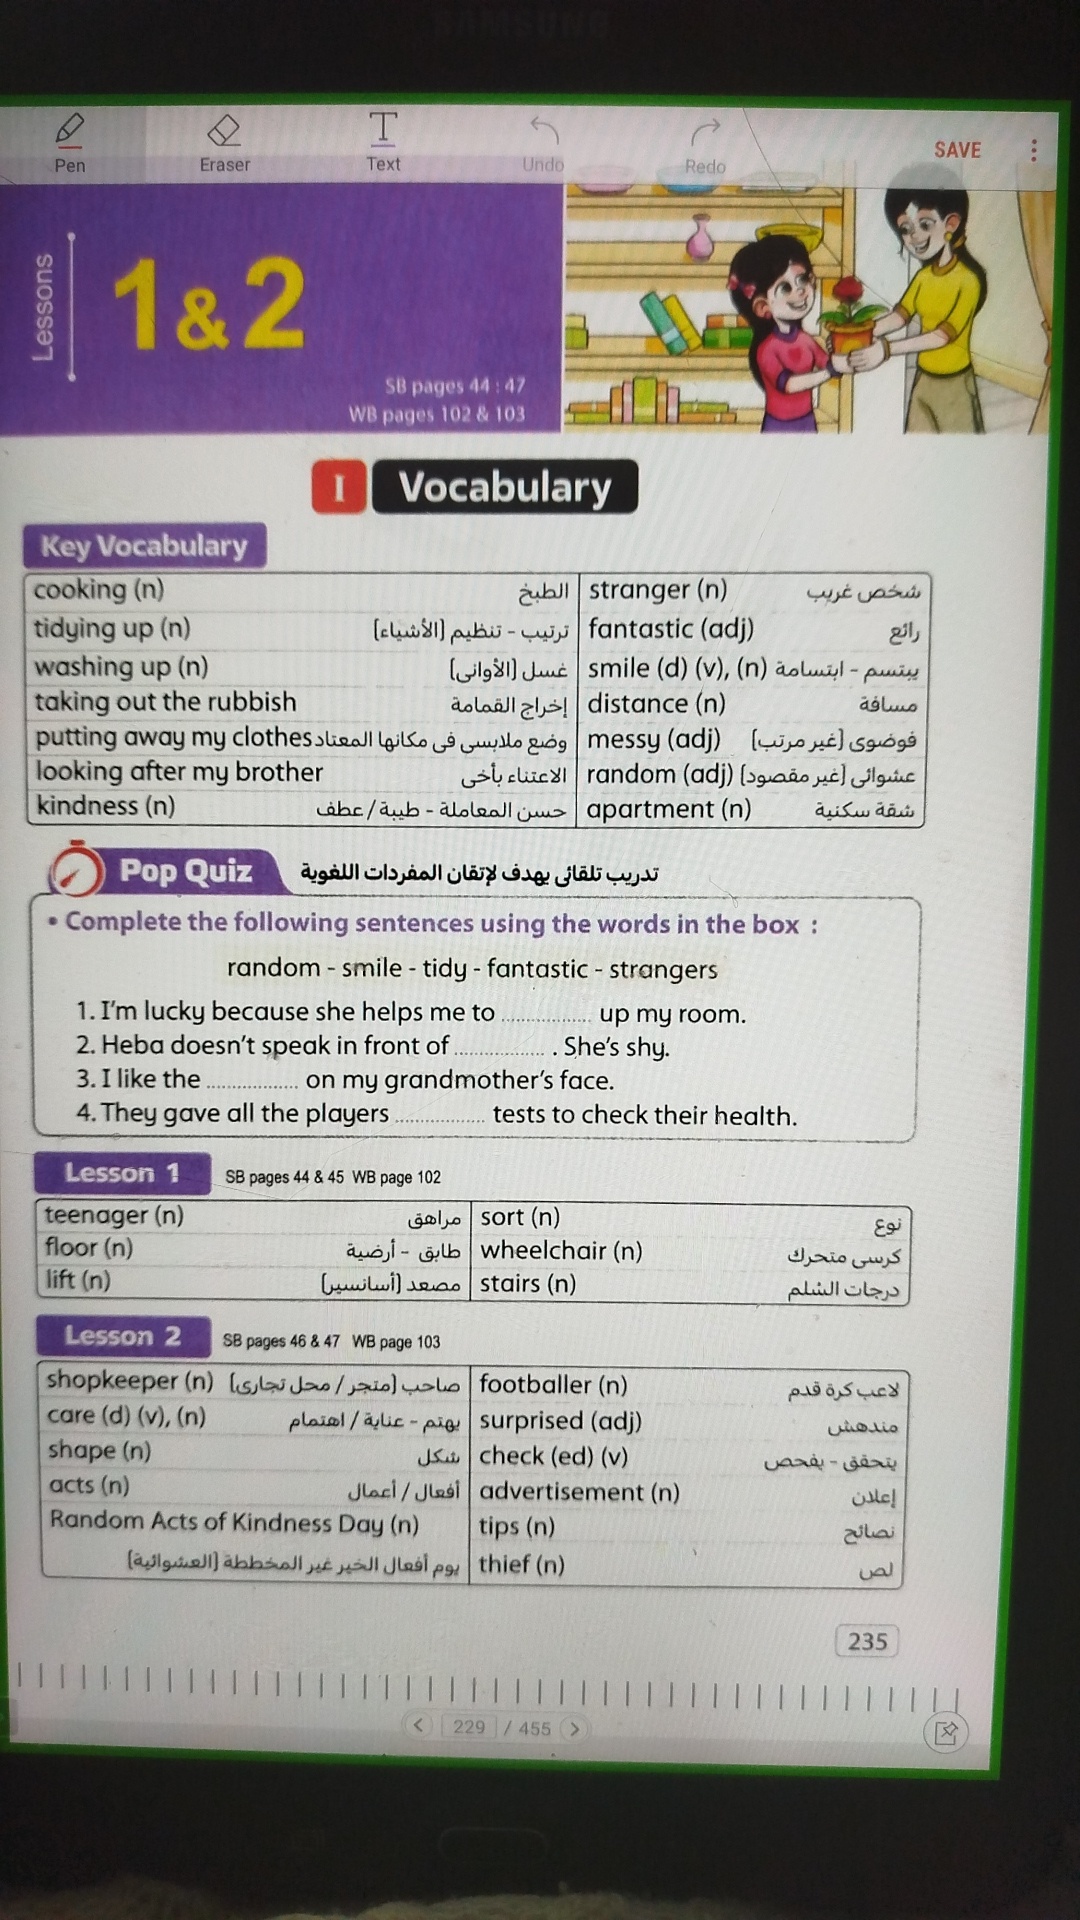 SAMSUNG
Pen Eraser Text Undo Redo SAVE
Lessons
1 & 2
SB pages 44 : 47
WB pages 102 & 103
I Vocabulary
Key Vocabulary
cooking (n) الطبخ stranger (n) شخص غريب
tidying up (n) ترتيب - تنظيم [الأشياء] fantastic (adj) رائع
washing up (n) غسل [الأوانى] smile (d) (v), (n) يبتسم - ابتسامة
taking out the rubbish إخراج القمامة distance (n) مسافة
putting away my clothes وضع ملابسى فى مكانها المعتاد messy (adj) فوضوى [غير مرتب]
looking after my brother الاعتناء بأخى random (adj) عشوائى [غير مقصود]
kindness (n) حسن المعاملة - طيبة / عطف apartment (n) شقة سكنية
Pop Quiz تدريب تلقائى يهدف لإتقان المفردات اللغوية
• Complete the following sentences using the words in the box :
random - smile - tidy - fantastic - strangers
1. I'm lucky because she helps me to ................ up my room.
2. Heba doesn't speak in front of ................ . She's shy.
3. I like the ................ on my grandmother's face.
4. They gave all the players ................ tests to check their health.
Lesson 1 SB pages 44 & 45 WB page 102
teenager (n) مراهق sort (n) نوع
floor (n) طابق - أرضية wheelchair (n) كرسى متحرك
lift (n) مصعد [أسانسير] stairs (n) درجات السُلم
Lesson 2 SB pages 46 & 47 WB page 103
shopkeeper (n) صاحب [متجر / محل تجارى] footballer (n) لاعب كرة قدم
care (d) (v), (n) يهتم - عناية / اهتمام surprised (adj) مندهش
shape (n) شكل check (ed) (v) يتحقق - يفحص
acts (n) أفعال / أعمال advertisement (n) إعلان
Random Acts of Kindness Day (n) tips (n) نصائح
يوم أفعال الخير غير المخططة [العشوائية] thief (n) لص
235
229 / 455